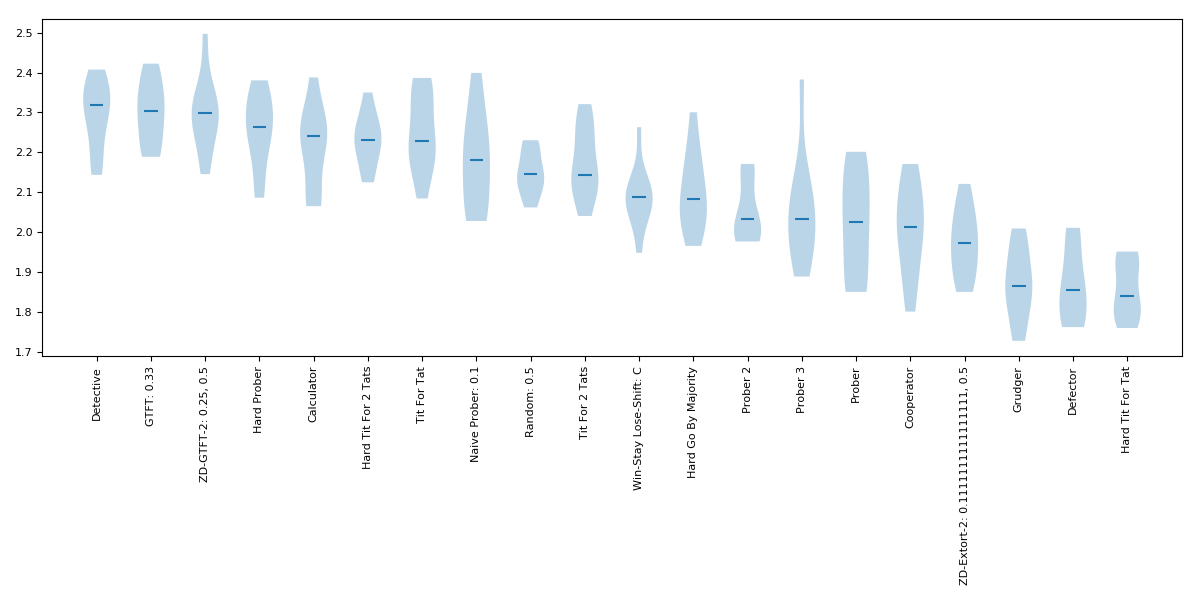 2.5
2.4
2.3
2.2
2.1
2.0
1.9
1.8
1.7
Detective
GTFT: 0.33
ZD-GTFT-2: 0.25, 0.5
Hard Prober
Calculator
Hard Tit For 2 Tats
Tit For Tat
Naive Prober: 0.1
Random: 0.5
Tit For 2 Tats
Win-Stay Lose-Shift: C
Hard Go By Majority
Prober 2
Prober 3
Prober
Cooperator
ZD-Extort-2: 0.1111111111111111, 0.5
Grudger
Defector
Hard Tit For Tat